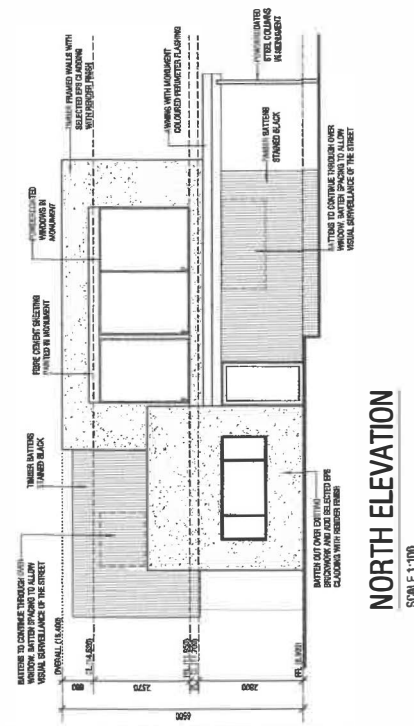 BATTENS TO CONTINUE THROUGH OVER
WINDOW. BATTEN SPACING TO ALLOW
VISUAL SURVEILLANCE OF THE STREET
TIMBER BATTENS
STAINED BLACK
FIBRE CEMENT SHEETING
PAINTED IN MONUMENT
POWDERCOATED
WINDOWS IN
MONUMENT
TIMBER FRAMED WALLS WITH
SELECTED EPS CLADDING
WITH RENDER FINISH
AWNING WITH MONUMENT
COLOURED PERIMETER FLASHING
POWDERCOATED
STEEL COLUMNS
IN MONUMENT
OVERALL
2570
2600
6500
TIMBER BATTENS
STAINED BLACK
BATTENS TO CONTINUE THROUGH OVER
WINDOW. BATTEN SPACING TO ALLOW
VISUAL SURVEILLANCE OF THE STREET
BATTEN OUT OVER EXISTING
BRICKWORK AND ADD SELECTED EPS
CLADDING WITH RENDER FINISH
NORTH ELEVATION
SCALE 1:100